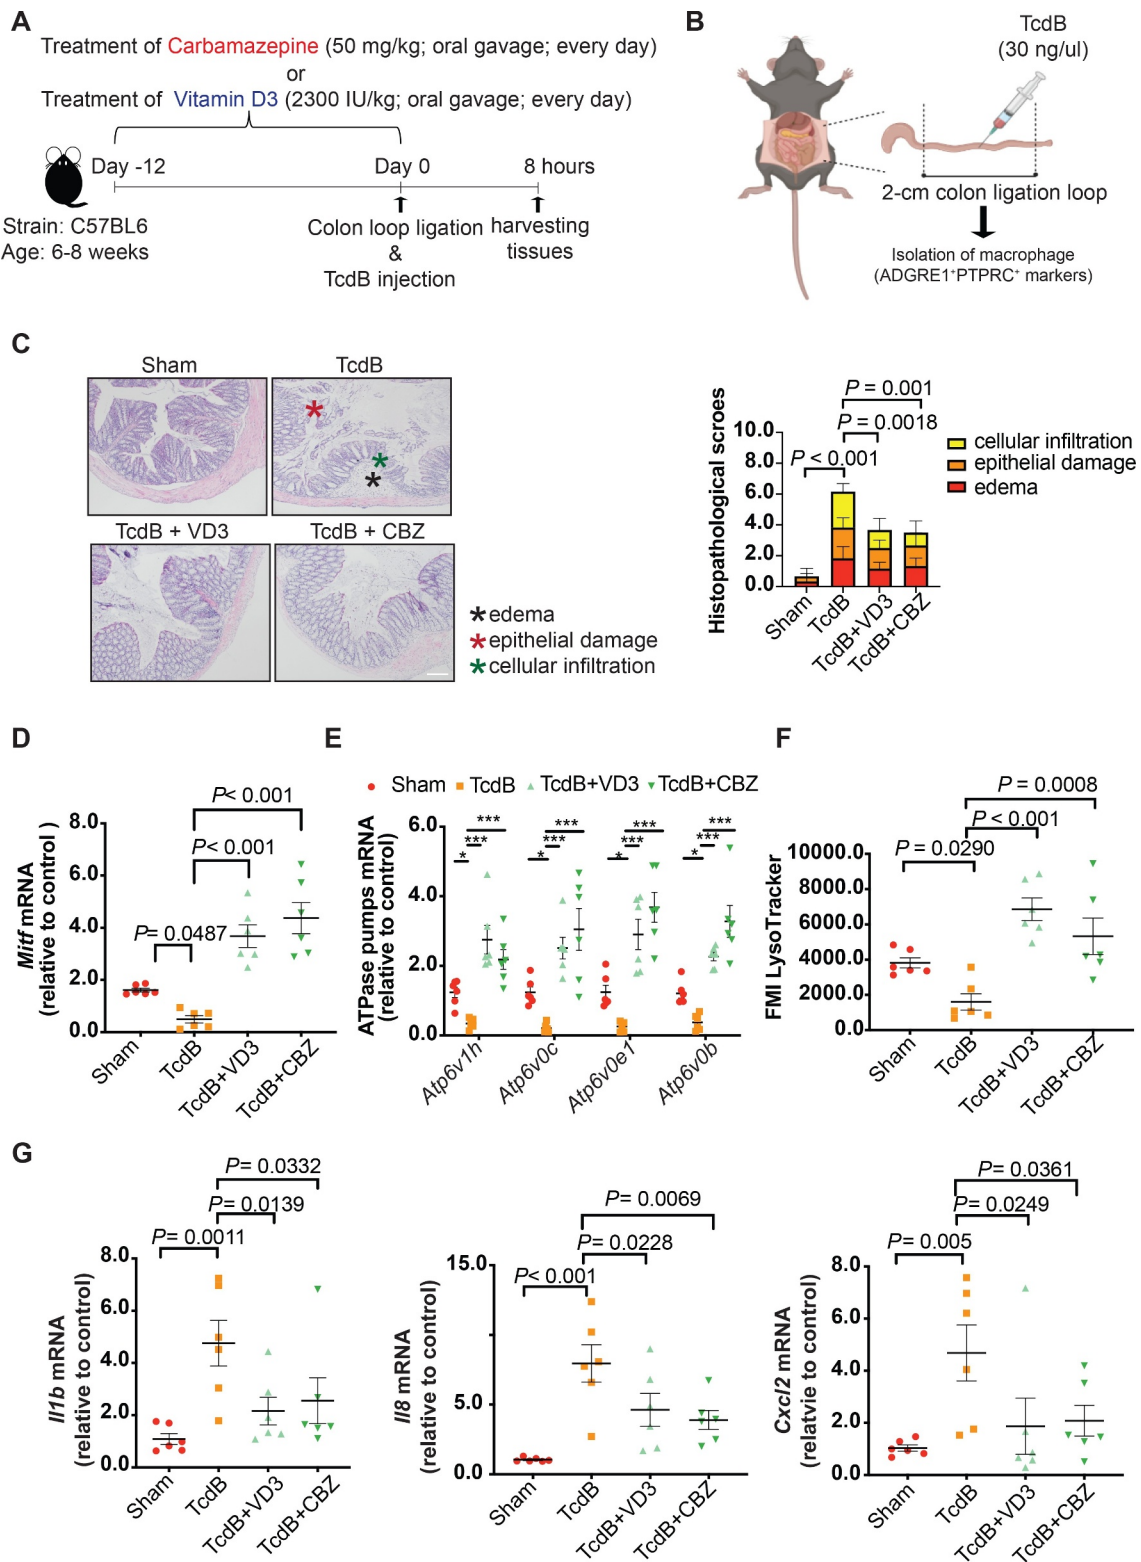 A
Treatment of Carbamazepine (50 mg/kg; oral gavage; every day)
or
Treatment of Vitamin D3 (2300 IU/kg; oral gavage; every day)
Day -12
Day 0
8 hours
Strain: C57BL6
Age: 6-8 weeks
Colon loop ligation
&
TcdB injection
harvesting
tissues
B
TcdB
(30 ng/ul)
2-cm colon ligation loop
Isolation of macrophage
(ADGRE1⁺PTPRC⁺ markers)
C
Sham
TcdB
TcdB + VD3
TcdB + CBZ
*edema
*epithelial damage
*cellular infiltration
Histopathological scroes
10.0
8.0
6.0
4.0
2.0
0.0
P = 0.001
P = 0.0018
P < 0.001
cellular infiltration
epithelial damage
edema
Sham
TcdB
TcdB+VD3
TcdB+CBZ
D
Mitf mRNA
(relative to control )
8.0
6.0
4.0
2.0
0.0
P< 0.001
P< 0.001
P= 0.0487
Sham
TcdB
TcdB+VD3
TcdB+CBZ
E
Sham
TcdB
TcdB+VD3
TcdB+CBZ
ATPase pumps mRNA
(relative to control)
6.0
4.0
2.0
0.0
***
***
*
***
***
*
***
***
*
***
***
*
Atp6v1h
Atp6v0c
Atp6v0e1
Atp6v0b
F
FMI LysoTracker
10000.0
8000.0
6000.0
4000.0
2000.0
0.0
P = 0.0008
P < 0.001
P = 0.0290
Sham
TcdB
TcdB+VD3
TcdB+CBZ
G
Il1b mRNA
(relatve to control)
8.0
6.0
4.0
2.0
0.0
P= 0.0332
P= 0.0139
P= 0.0011
Sham
TcdB
TcdB+VD3
TcdB+CBZ
Il8 mRNA
(relative to control)
15.0
5.0
0.0
P= 0.0069
P= 0.0228
P< 0.001
Sham
TcdB
TcdB+VD3
TcdB+CBZ
Cxcl2 mRNA
(relatvie to control)
8.0
6.0
4.0
2.0
0.0
P= 0.0361
P= 0.0249
P= 0.005
Sham
TcdB
TcdB+VD3
TcdB+CBZ